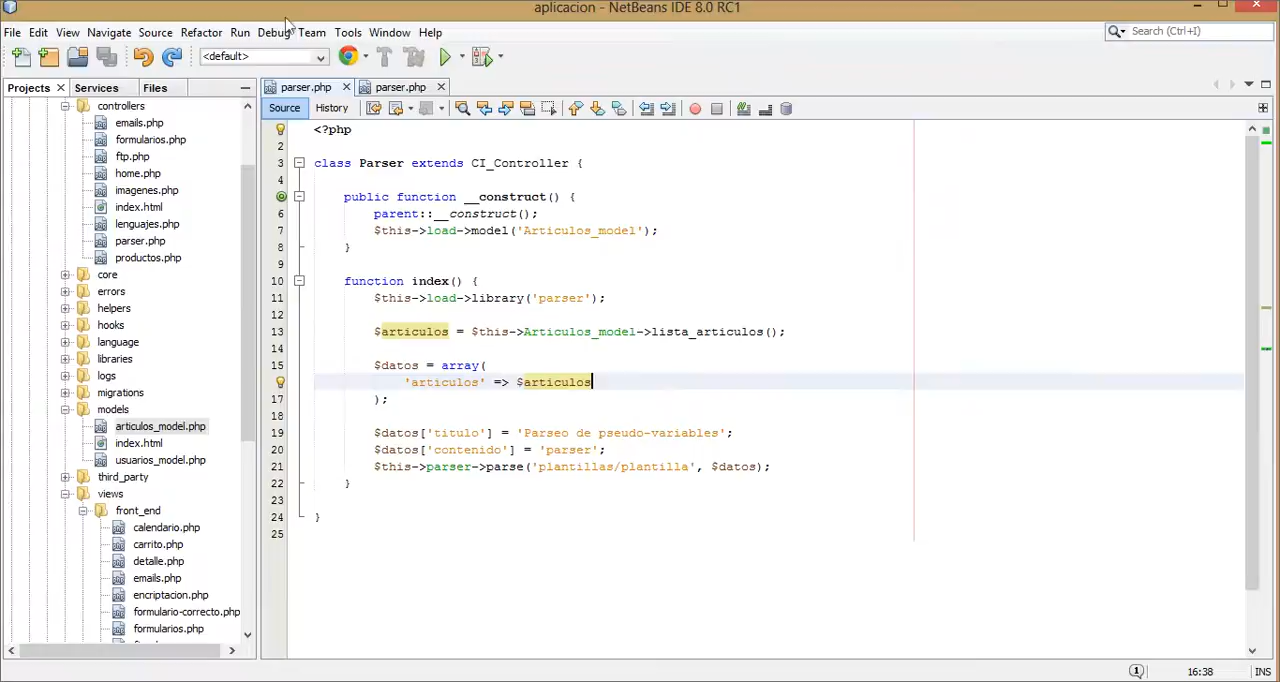 aplicacion - NetBeans IDE 8.0 RC1
File Edit View Navigate Source Refactor Run Debug Team Tools Window Help
Search (Ctrl+I)
<default>
Projects Services Files
parser.php parser.php
Source History
controllers
emails.php
formularios.php
ftp.php
home.php
imagenes.php
index.html
lenguajes.php
parser.php
productos.php
core
errors
helpers
hooks
language
libraries
logs
migrations
models
articulos_model.php
index.html
usuarios_model.php
third_party
views
front_end
calendario.php
carrito.php
detalle.php
emails.php
encriptacion.php
formulario-correcto.php
formularios.php
<?php
2
3 class Parser extends CI_Controller {
4
public function __construct() {
6 parent::__construct();
7 $this->load->model('Articulos_model');
8 }
9
10 function index() {
11 $this->load->library('parser');
12
13 $articulos = $this->Articulos_model->lista_articulos();
14
15 $datos = array(
'articulos' => $articulos
17 );
18
19 $datos['titulo'] = 'Parseo de pseudo-variables';
20 $datos['contenido'] = 'parser';
21 $this->parser->parse('plantillas/plantilla', $datos);
22 }
23
24 }
25
1
16:38
INS